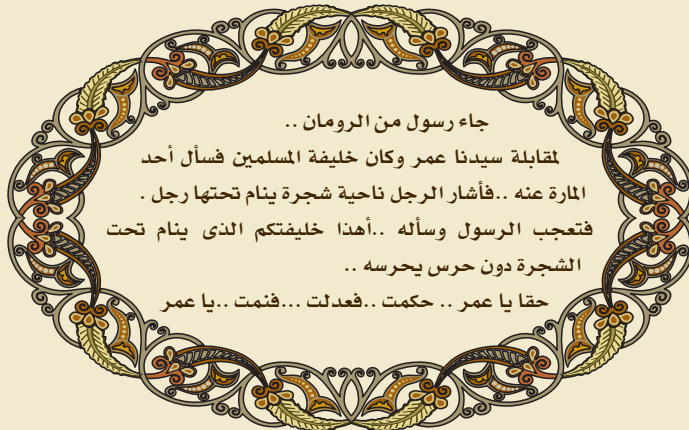 جاء رسول من الرومان ..
لمقابلة سيدنا عمر وكان خليفة المسلمين فسأل أحد
المارة عنه ..فأشار الرجل ناحية شجرة ينام تحتها رجل .
فتعجب الرسول وسأله ..أهذا خليفتكم الذى ينام تحت
الشجرة دون حرس يحرسه ..
حقا يا عمر .. حكمت ..فعدلت ...فنمت ..يا عمر